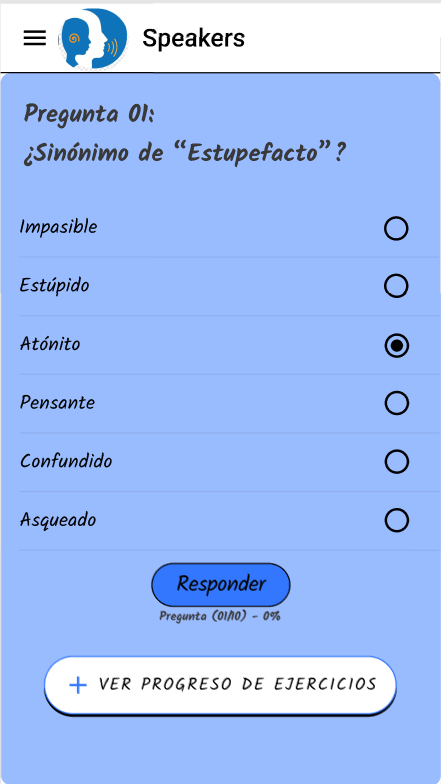 Speakers
Pregunta 01:
¿Sinónimo de “Estupefacto”?
Impasible
Estúpido
Atónito
Pensante
Confundido
Asqueado
Responder
Pregunta (01/10) - 0%
+ VER PROGRESO DE EJERCICIOS